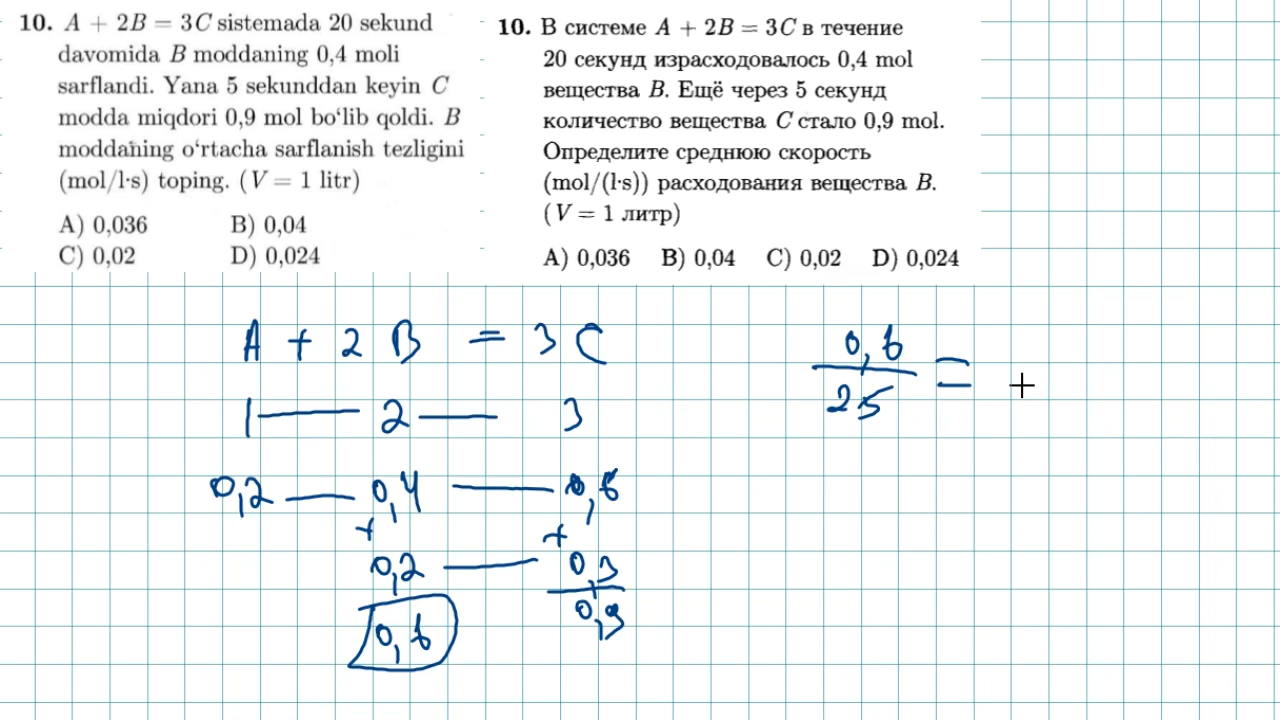 10. A + 2B = 3C sistemada 20 sekund
davomida B moddaning 0,4 moli
sarflandi. Yana 5 sekunddan keyin C
modda miqdori 0,9 mol bo‘lib qoldi. B
moddaning o‘rtacha sarflanish tezligini
(mol/l·s) toping. (V = 1 litr)
A) 0,036 B) 0,04
C) 0,02 D) 0,024
10. В системе A + 2B = 3C в течение
20 секунд израсходовалось 0,4 mol
вещества B. Ещё через 5 секунд
количество вещества C стало 0,9 mol.
Определите среднюю скорость
(mol/(l·s)) расходования вещества B.
(V = 1 литр)
A) 0,036 B) 0,04 C) 0,02 D) 0,024
A + 2 B = 3 C
1 — 2 — 3
0,2 — 0,4 — 0,6
+ +
0,2 — 0,3
0,6 0,9
0,6
25 =